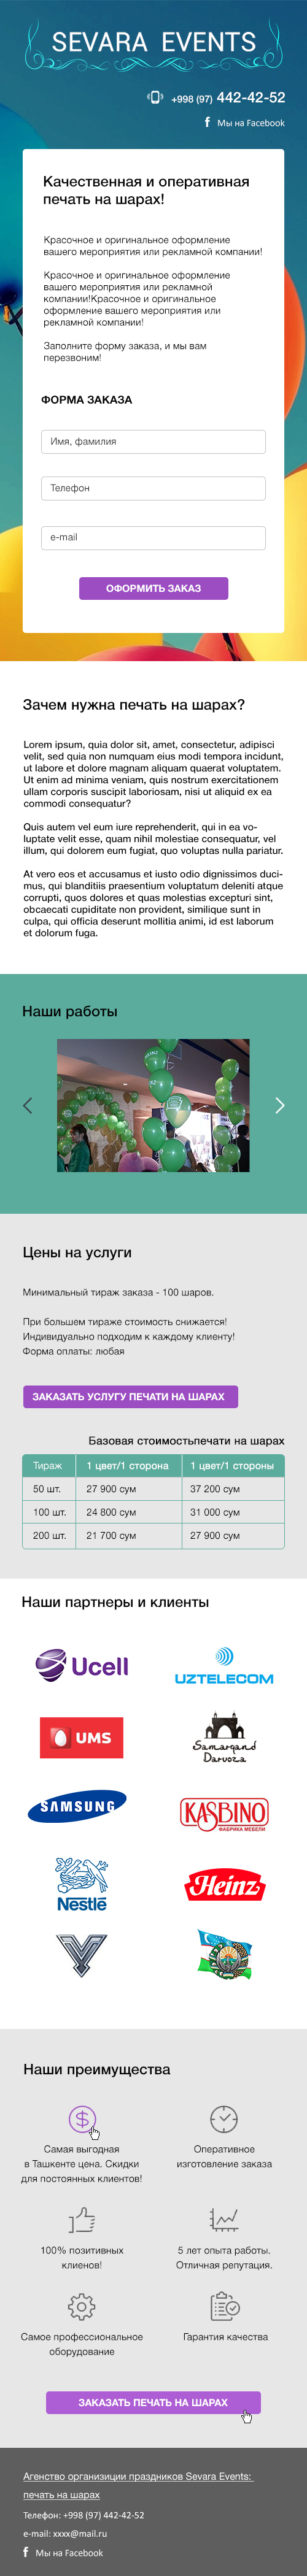 SEVARA EVENTS
+998 (97) 442-42-52
f Мы на Facebook
Качественная и оперативная
печать на шарах!
Красочное и оригинальное оформление
вашего мероприятия или рекламной компании!
Красочное и оригинальное оформление
вашего мероприятия или рекламной
компании!Красочное и оригинальное
оформление вашего мероприятия или
рекламной компании!
Заполните форму заказа, и мы вам
перезвоним!
ФОРМА ЗАКАЗА
Имя, фамилия
Телефон
e-mail
ОФОРМИТЬ ЗАКАЗ
Зачем нужна печать на шарах?
Lorem ipsum, quia dolor sit, amet, consectetur, adipisci
velit, sed quia non numquam eius modi tempora incidunt,
ut labore et dolore magnam aliquam quaerat voluptatem.
Ut enim ad minima veniam, quis nostrum exercitationem
ullam corporis suscipit laboriosam, nisi ut aliquid ex ea
commodi consequatur?
Quis autem vel eum iure reprehenderit, qui in ea vo-
luptate velit esse, quam nihil molestiae consequatur, vel
illum, qui dolorem eum fugiat, quo voluptas nulla pariatur.
At vero eos et accusamus et iusto odio dignissimos duci-
mus, qui blanditiis praesentium voluptatum deleniti atque
corrupti, quos dolores et quas molestias excepturi sint,
obcaecati cupiditate non provident, similique sunt in
culpa, qui officia deserunt mollitia animi, id est laborum
et dolorum fuga.
Наши работы
Цены на услуги
Минимальный тираж заказа - 100 шаров.
При большем тираже стоимость снижается!
Индивидуально подходим к каждому клиенту!
Форма оплаты: любая
ЗАКАЗАТЬ УСЛУГУ ПЕЧАТИ НА ШАРАХ
Базовая стоимостьпечати на шарах
Тираж 1 цвет/1 сторона 1 цвет/1 стороны
50 шт. 27 900 сум 37 200 сум
100 шт. 24 800 сум 31 000 сум
200 шт. 21 700 сум 27 900 сум
Наши партнеры и клиенты
Ucell UZTELECOM
UMS Samarqand
Darvoza
SAMSUNG KASBINO
ФАБРИКА МЕБЕЛИ
Nestlé Heinz
Наши преимущества
Самая выгодная
в Ташкенте цена. Скидки
для постоянных клиентов!
Оперативное
изготовление заказа
100% позитивных
клиенов!
5 лет опыта работы.
Отличная репутация.
Самое профессиональное
оборудование
Гарантия качества
ЗАКАЗАТЬ ПЕЧАТЬ НА ШАРАХ
Агенство организиции праздников Sevara Events:
печать на шарах
Телефон: +998 (97) 442-42-52
e-mail: xxxx@mail.ru
f Мы на Facebook